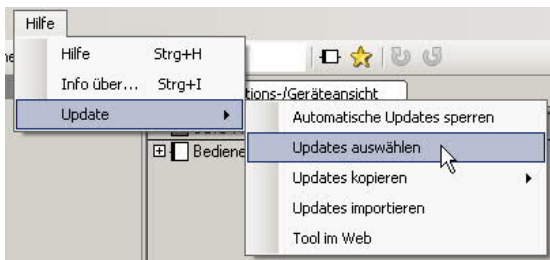 Hilfe
Hilfe Strg+H
Info über... Strg+I
tions-/Geräteansicht
Update
Automatische Updates sperren
Bediene
Updates auswählen
Updates kopieren
Updates importieren
Tool im Web